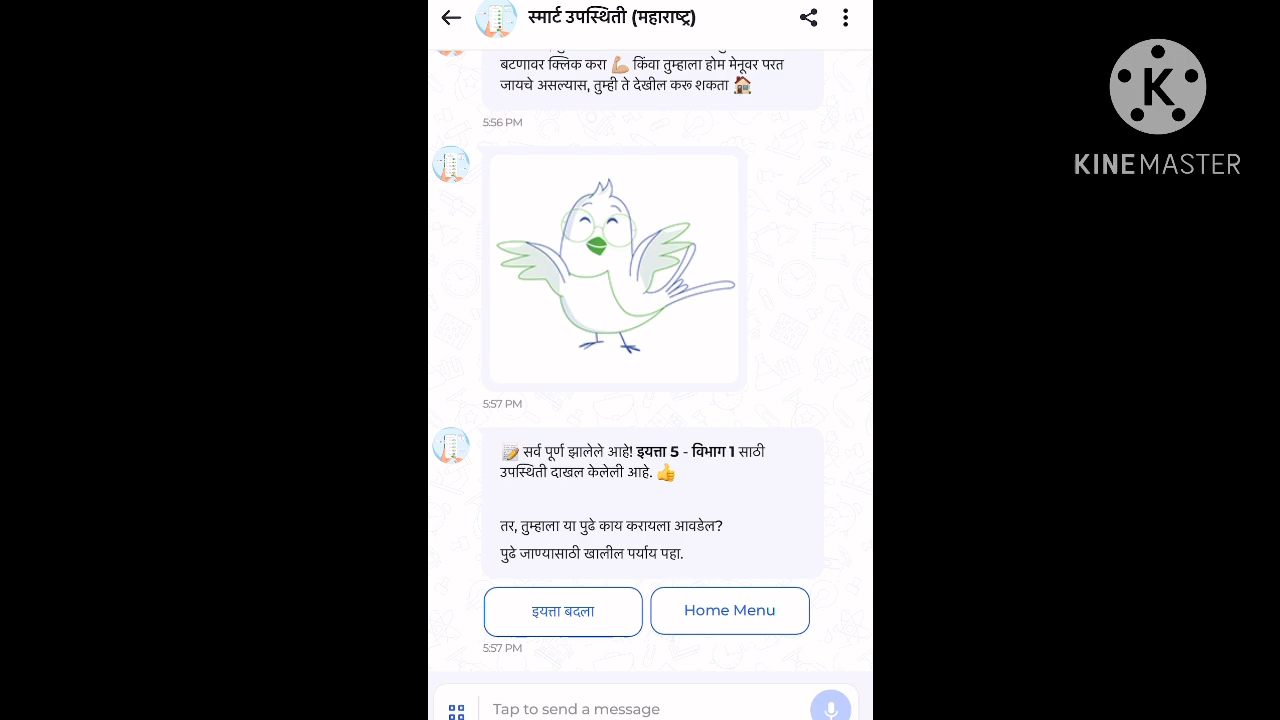 स्मार्ट उपस्थिती (महाराष्ट्र)
बटणावर क्लिक करा 💪 किंवा तुम्हाला होम मेनूवर परत
जायचे असल्यास, तुम्ही ते देखील करू शकता 🏠
5:56 PM
5:57 PM
📝 सर्व पूर्ण झालेले आहे! इयत्ता 5 - विभाग 1 साठी
उपस्थिती दाखल केलेली आहे. 👍
तर, तुम्हाला या पुढे काय करायला आवडेल?
पुढे जाण्यासाठी खालील पर्याय पहा.
इयत्ता बदला
Home Menu
5:57 PM
Tap to send a message
K
KINEMASTER